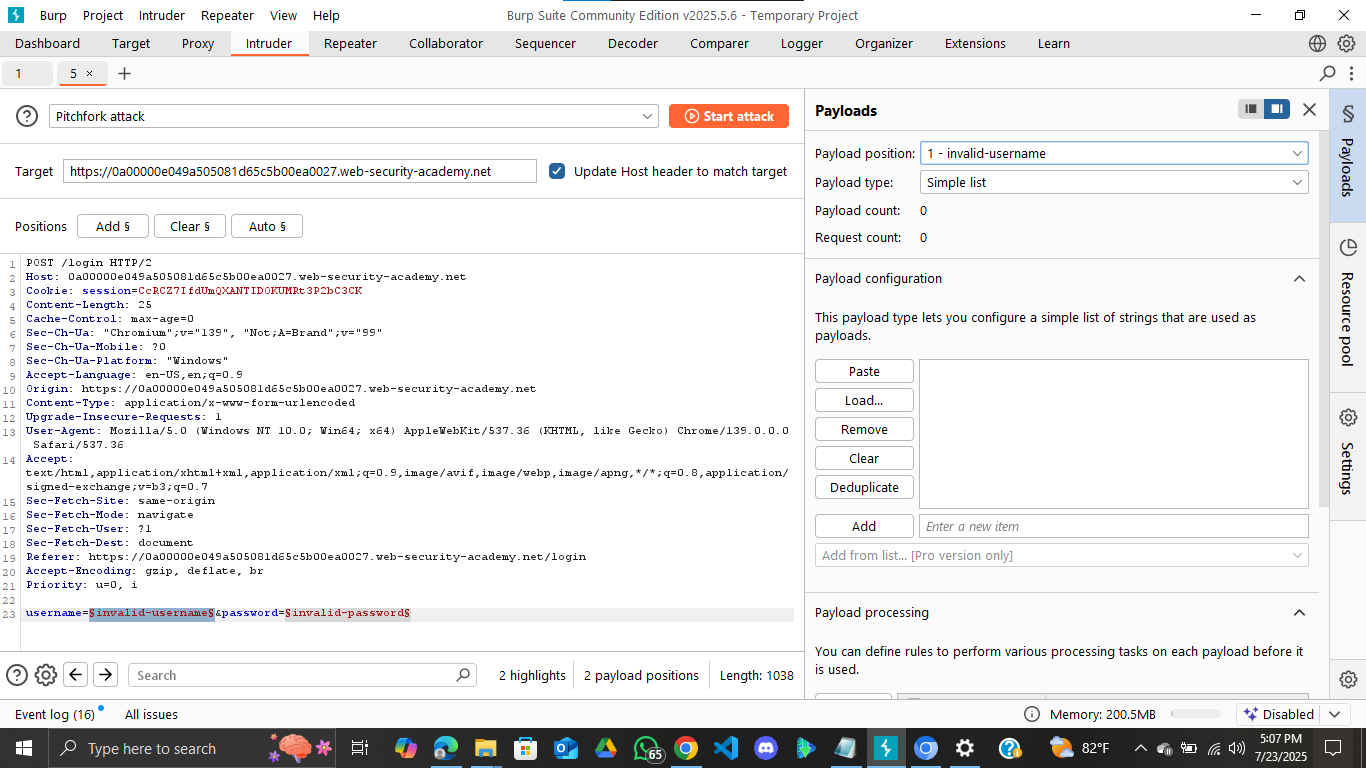 Burp Project Intruder Repeater View Help Burp Suite Community Edition v2025.5.6 - Temporary Project
Dashboard Target Proxy Intruder Repeater Collaborator Sequencer Decoder Comparer Logger Organizer Extensions Learn
1 5 ×
Pitchfork attack
Start attack
Target https://0a00000e049a505081d65c5b00ea0027.web-security-academy.net Update Host header to match target
Positions Add § Clear § Auto §
1 POST /login HTTP/2
2 Host: 0a00000e049a505081d65c5b00ea0027.web-security-academy.net
3 Cookie: session=CcRCZ7IfdUmQXANTIDOKUMRt3P2bC3CK
4 Content-Length: 25
5 Cache-Control: max-age=0
6 Sec-Ch-Ua: "Chromium";v="139", "Not;A=Brand";v="99"
7 Sec-Ch-Ua-Mobile: ?0
8 Sec-Ch-Ua-Platform: "Windows"
9 Accept-Language: en-US,en;q=0.9
10 Origin: https://0a00000e049a505081d65c5b00ea0027.web-security-academy.net
11 Content-Type: application/x-www-form-urlencoded
12 Upgrade-Insecure-Requests: 1
13 User-Agent: Mozilla/5.0 (Windows NT 10.0; Win64; x64) AppleWebKit/537.36 (KHTML, like Gecko) Chrome/139.0.0.0
Safari/537.36
14 Accept:
text/html,application/xhtml+xml,application/xml;q=0.9,image/avif,image/webp,image/apng,*/*;q=0.8,application/
signed-exchange;v=b3;q=0.7
15 Sec-Fetch-Site: same-origin
16 Sec-Fetch-Mode: navigate
17 Sec-Fetch-User: ?1
18 Sec-Fetch-Dest: document
19 Referer: https://0a00000e049a505081d65c5b00ea0027.web-security-academy.net/login
20 Accept-Encoding: gzip, deflate, br
21 Priority: u=0, i
22
23 username=§invalid-username§&password=§invalid-password§
Search 2 highlights 2 payload positions Length: 1038
Payloads
Payload position: 1 - invalid-username
Payload type: Simple list
Payload count: 0
Request count: 0
Payload configuration
This payload type lets you configure a simple list of strings that are used as
payloads.
Paste
Load...
Remove
Clear
Deduplicate
Add Enter a new item
Add from list... [Pro version only]
Payload processing
You can define rules to perform various processing tasks on each payload before it
is used.
§ Payloads
Resource pool
Settings
Event log (16) All issues Memory: 200.5MB Disabled
Type here to search 65 82°F 5:07 PM
7/23/2025